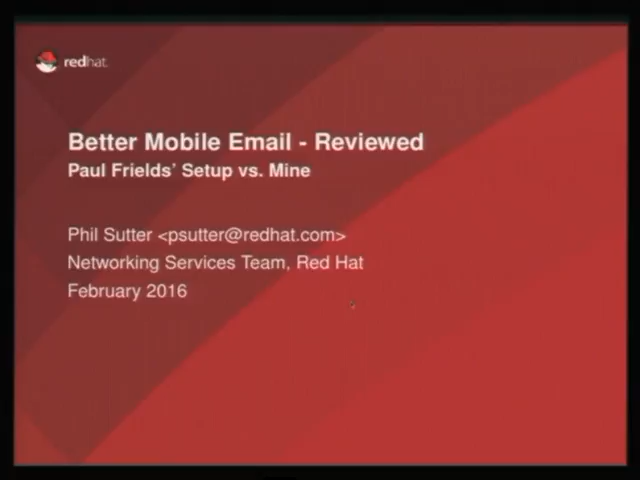 redhat.
Better Mobile Email - Reviewed
Paul Frields' Setup vs. Mine
Phil Sutter <psutter@redhat.com>
Networking Services Team, Red Hat
February 2016